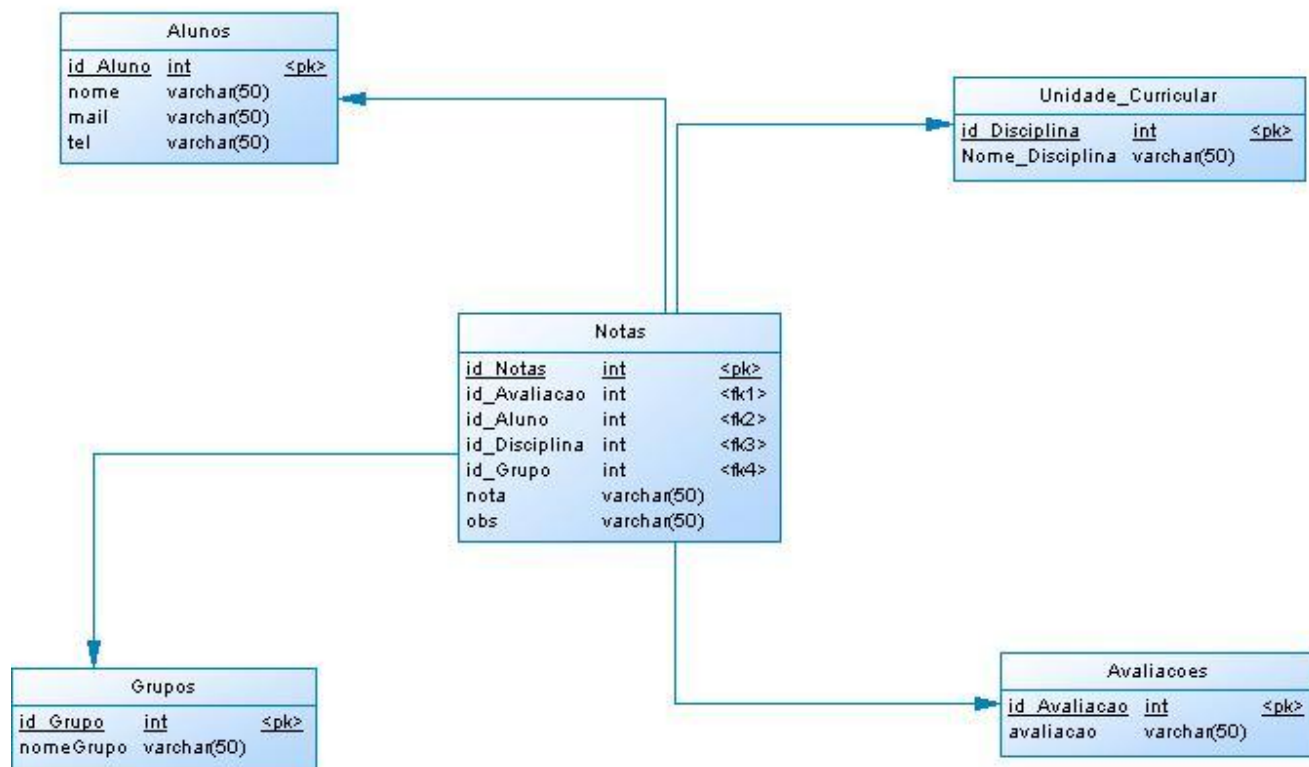 Alunos
id_Aluno int <pk>
nome varchar(50)
mail varchar(50)
tel varchar(50)
Unidade_Curricular
id_Disciplina int <pk>
Nome_Disciplina varchar(50)
Notas
id_Notas int <pk>
id_Avaliacao int <fk1>
id_Aluno int <fk2>
id_Disciplina int <fk3>
id_Grupo int <fk4>
nota varchar(50)
obs varchar(50)
Grupos
id_Grupo int <pk>
nomeGrupo varchar(50)
Avaliacoes
id_Avaliacao int <pk>
avaliacao varchar(50)